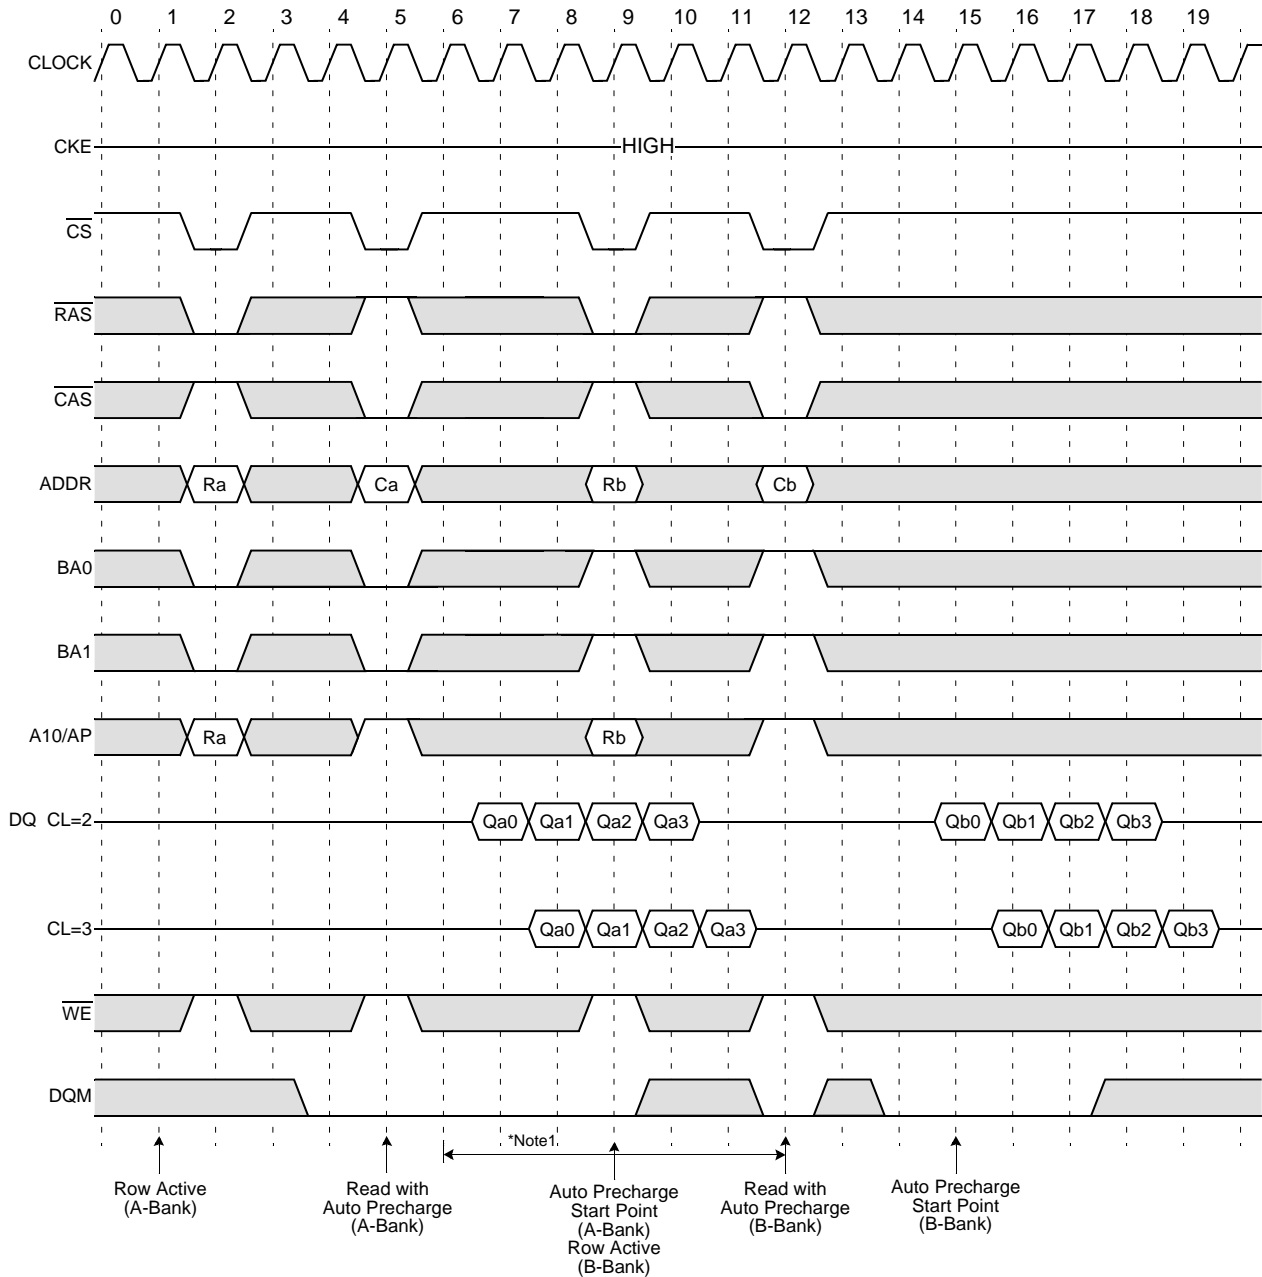 0 1 2 3 4 5 6 7 8 9 10 11 12 13 14 15 16 17 18 19
CLOCK
CKE HIGH
CS
RAS
CAS
ADDR Ra Ca Rb Cb
BA0
BA1
A10/AP Ra Rb
DQ CL=2 Qa0 Qa1 Qa2 Qa3 Qb0 Qb1 Qb2 Qb3
CL=3 Qa0 Qa1 Qa2 Qa3 Qb0 Qb1 Qb2 Qb3
WE
DQM
*Note1
Row Active
(A-Bank)
Read with
Auto Precharge
(A-Bank)
Auto Precharge
Start Point
(A-Bank)
Row Active
(B-Bank)
Read with
Auto Precharge
(B-Bank)
Auto Precharge
Start Point
(B-Bank)